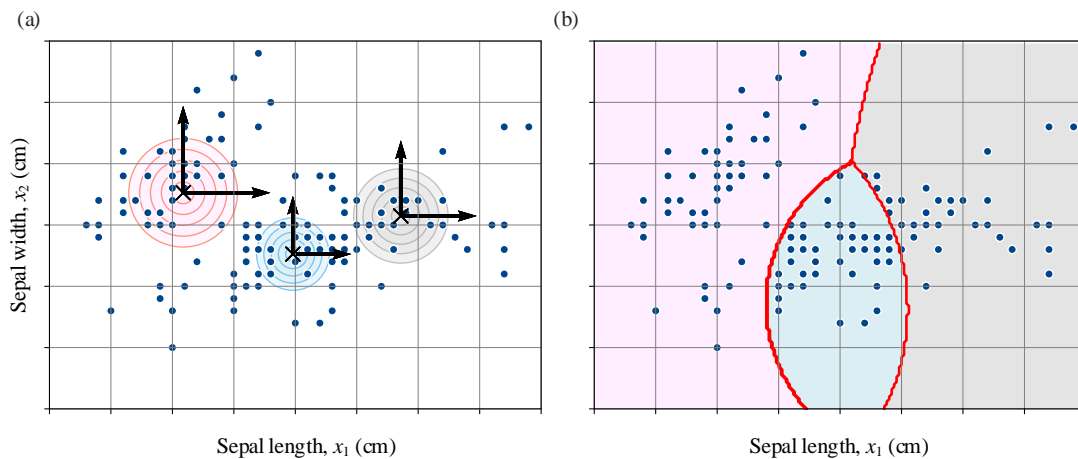 (a)
Sepal width, x₂ (cm)
Sepal length, x₁ (cm)
(b)
Sepal length, x₁ (cm)